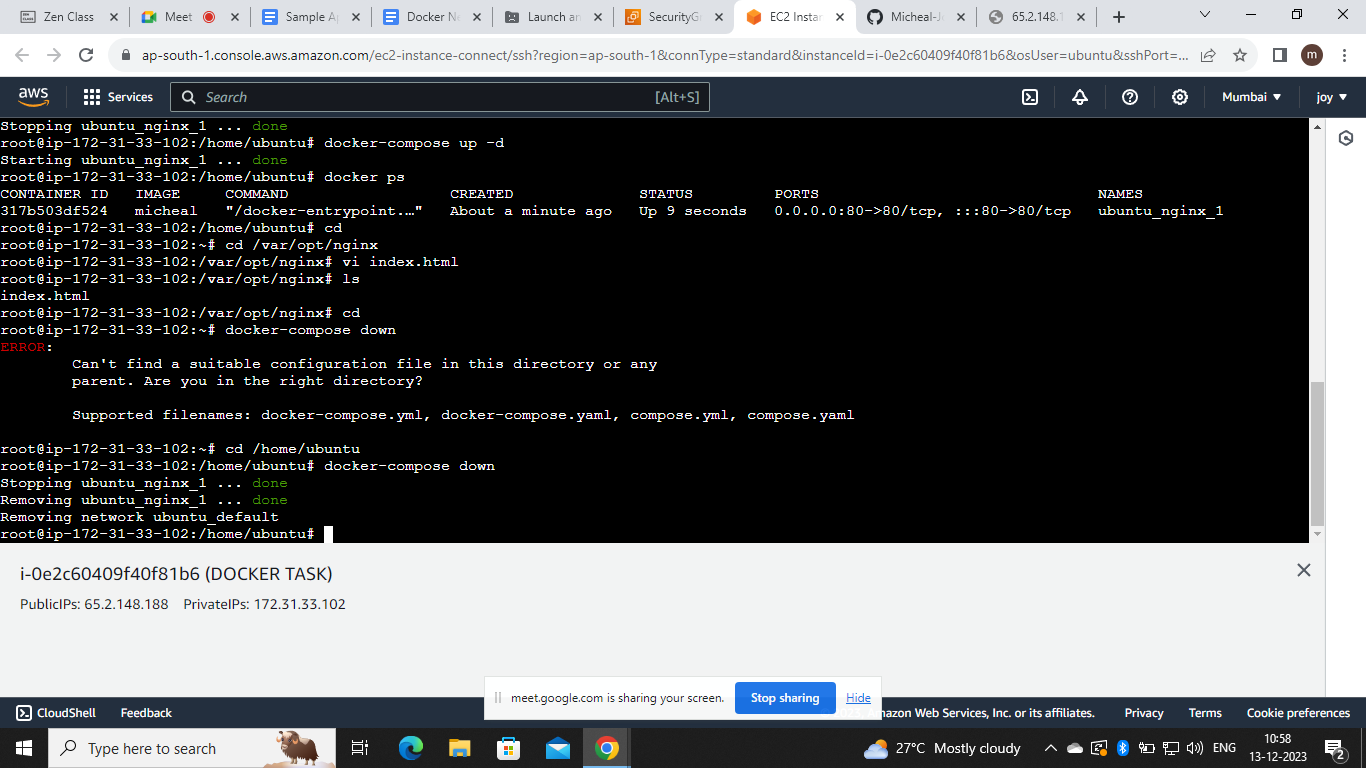 Zen Class
Meet
Sample A
Docker N
Launch an
SecurityG
EC2 Instan
Micheal-J
65.2.148.1
ap-south-1.console.aws.amazon.com/ec2-instance-connect/ssh?region=ap-south-1&connType=standard&instanceId=i-0e2c60409f40f81b6&osUser=ubuntu&sshPort=...
m
aws
Services
Search
[Alt+S]
Mumbai
joy
Stopping ubuntu_nginx_1 ... done
root@ip-172-31-33-102:/home/ubuntu# docker-compose up -d
Starting ubuntu_nginx_1 ... done
root@ip-172-31-33-102:/home/ubuntu# docker ps
CONTAINER ID   IMAGE     COMMAND                  CREATED              STATUS         PORTS                               NAMES
317b503df524   micheal   "/docker-entrypoint.…"   About a minute ago   Up 9 seconds   0.0.0.0:80->80/tcp, :::80->80/tcp   ubuntu_nginx_1
root@ip-172-31-33-102:/home/ubuntu# cd
root@ip-172-31-33-102:~# cd /var/opt/nginx
root@ip-172-31-33-102:/var/opt/nginx# vi index.html
root@ip-172-31-33-102:/var/opt/nginx# ls
index.html
root@ip-172-31-33-102:/var/opt/nginx# cd
root@ip-172-31-33-102:~# docker-compose down
ERROR:
Can't find a suitable configuration file in this directory or any
parent. Are you in the right directory?
Supported filenames: docker-compose.yml, docker-compose.yaml, compose.yml, compose.yaml
root@ip-172-31-33-102:~# cd /home/ubuntu
root@ip-172-31-33-102:/home/ubuntu# docker-compose down
Stopping ubuntu_nginx_1 ... done
Removing ubuntu_nginx_1 ... done
Removing network ubuntu_default
root@ip-172-31-33-102:/home/ubuntu#
i-0e2c60409f40f81b6 (DOCKER TASK)
PublicIPs: 65.2.148.188 PrivateIPs: 172.31.33.102
meet.google.com is sharing your screen.
Stop sharing
Hide
CloudShell
Feedback
mazon Web Services, Inc. or its affiliates.
Privacy
Terms
Cookie preferences
Type here to search
27°C Mostly cloudy
ENG
10:58
13-12-2023
2